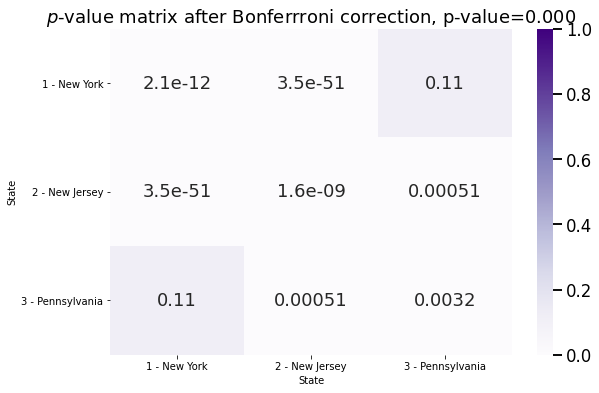 p-value matrix after Bonferrroni correction, p-value=0.000
1 - New York 2.1e-12 3.5e-51 0.11
2 - New Jersey 3.5e-51 1.6e-09 0.00051
3 - Pennsylvania 0.11 0.00051 0.0032
State
1 - New York 2 - New Jersey 3 - Pennsylvania
State
1.0
0.8
0.6
0.4
0.2
0.0